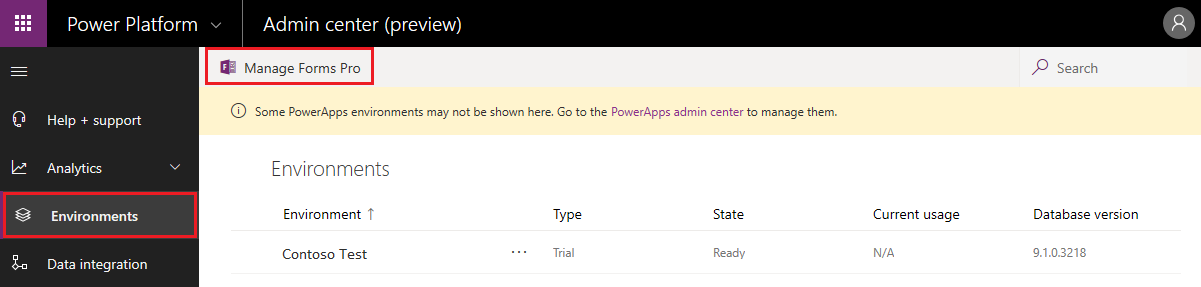 Power Platform Admin center (preview)
Manage Forms Pro Search
Help + support
Some PowerApps environments may not be shown here. Go to the PowerApps admin center to manage them.
Analytics
Environments
Environments
Environment ↑ Type State Current usage Database version
Contoso Test ··· Trial Ready N/A 9.1.0.3218
Data integration